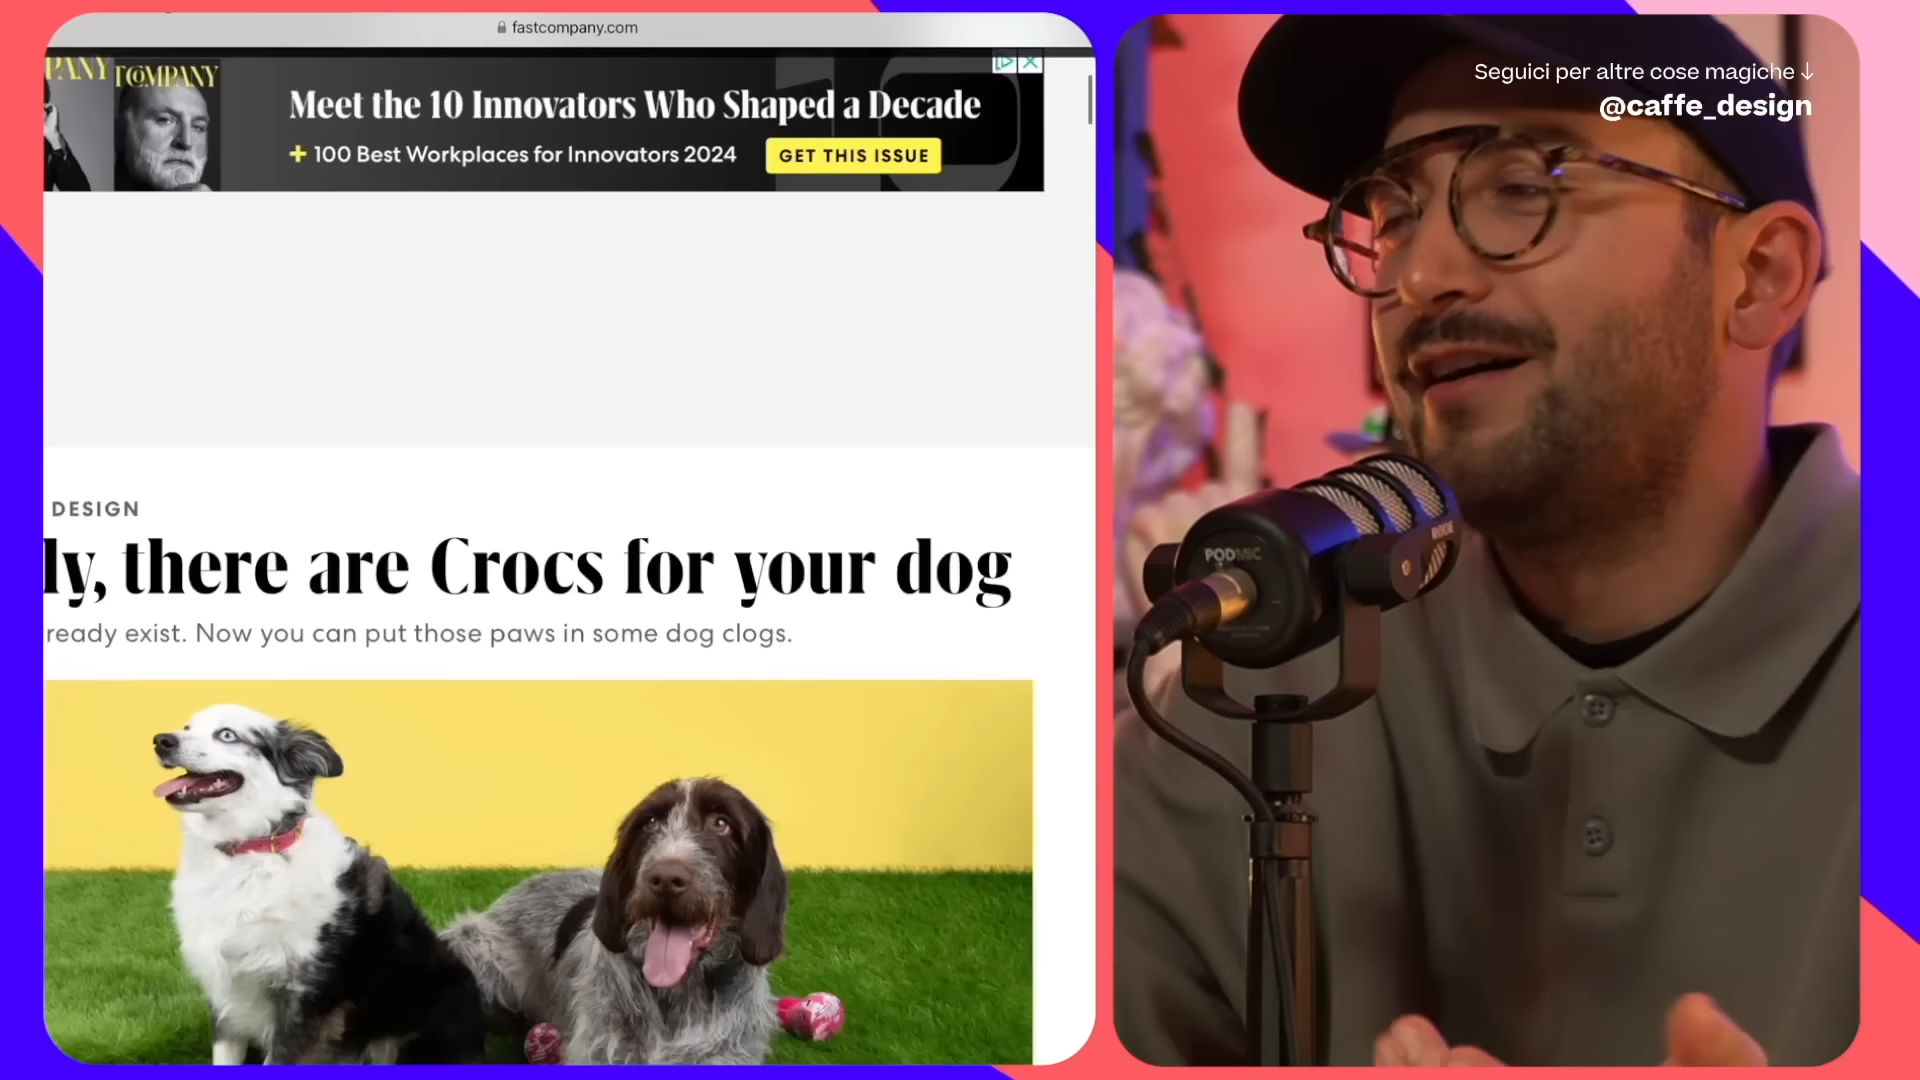 fastcompany.com
PANY
T COMPANY
Meet the 10 Innovators Who Shaped a Decade
+ 100 Best Workplaces for Innovators 2024
GET THIS ISSUE
DESIGN
ly, there are Crocs for your dog
ready exist. Now you can put those paws in some dog clogs.
Seguici per altre cose magiche ↓
@caffe_design
PODMIC
RODE